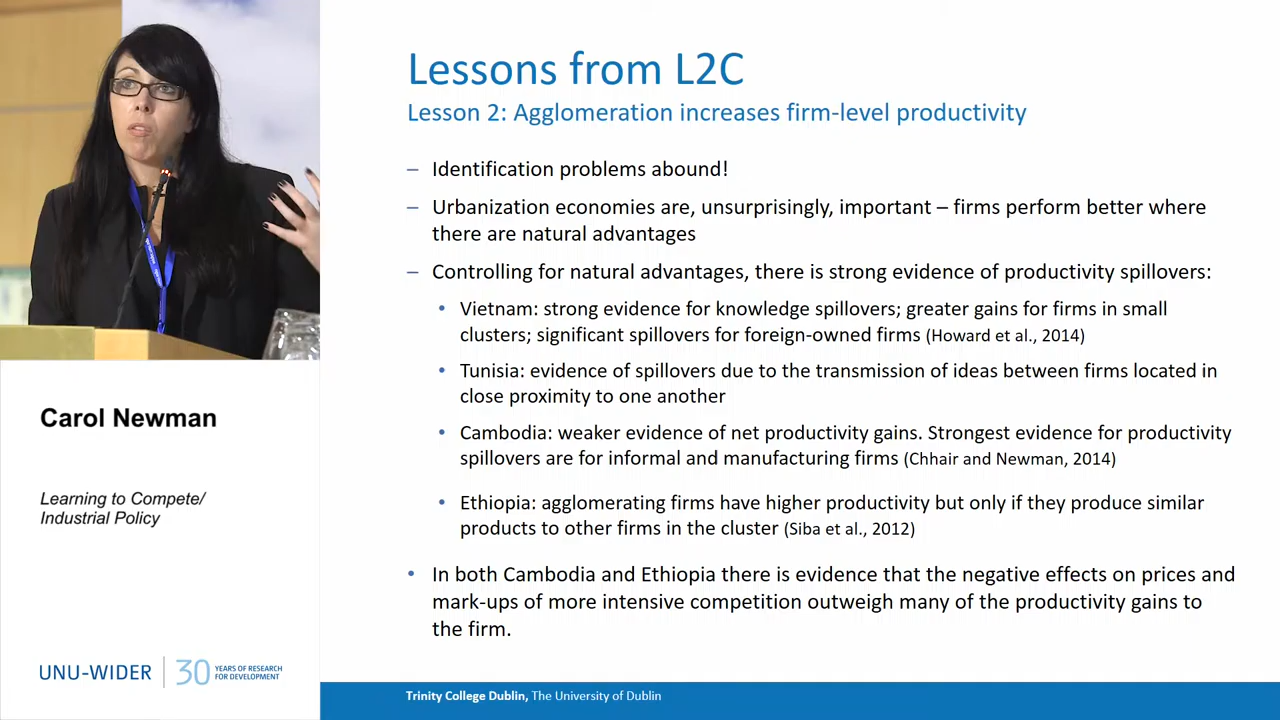 Lessons from L2C
Lesson 2: Agglomeration increases firm-level productivity
– Identification problems abound!
– Urbanization economies are, unsurprisingly, important – firms perform better where
there are natural advantages
– Controlling for natural advantages, there is strong evidence of productivity spillovers:
• Vietnam: strong evidence for knowledge spillovers; greater gains for firms in small
clusters; significant spillovers for foreign-owned firms (Howard et al., 2014)
• Tunisia: evidence of spillovers due to the transmission of ideas between firms located in
close proximity to one another
• Cambodia: weaker evidence of net productivity gains. Strongest evidence for productivity
spillovers are for informal and manufacturing firms (Chhair and Newman, 2014)
• Ethiopia: agglomerating firms have higher productivity but only if they produce similar
products to other firms in the cluster (Siba et al., 2012)
• In both Cambodia and Ethiopia there is evidence that the negative effects on prices and
mark-ups of more intensive competition outweigh many of the productivity gains to
the firm.
Carol Newman
Learning to Compete/
Industrial Policy
UNU-WIDER
30 YEARS OF RESEARCH
FOR DEVELOPMENT
Trinity College Dublin, The University of Dublin